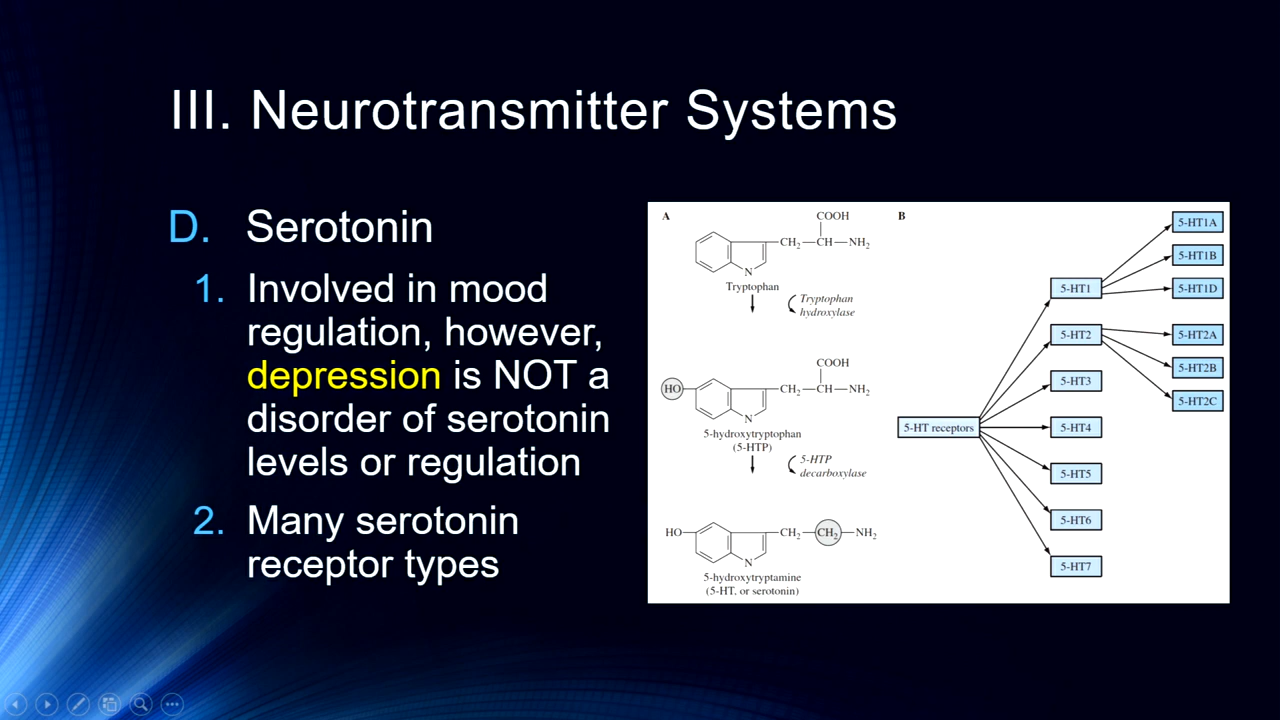 III. Neurotransmitter Systems
D. Serotonin
1. Involved in mood
regulation, however,
depression is NOT a
disorder of serotonin
levels or regulation
2. Many serotonin
receptor types
A
COOH
CH2—CH—NH2
N
Tryptophan
Tryptophan
hydroxylase
COOH
HO
CH2—CH—NH2
N
5-hydroxytryptophan
(5-HTP)
5-HTP
decarboxylase
HO
CH2—CH2—NH2
N
5-hydroxytryptamine
(5-HT, or serotonin)
B
5-HT receptors
5-HT1
5-HT2
5-HT3
5-HT4
5-HT5
5-HT6
5-HT7
5-HT1A
5-HT1B
5-HT1D
5-HT2A
5-HT2B
5-HT2C